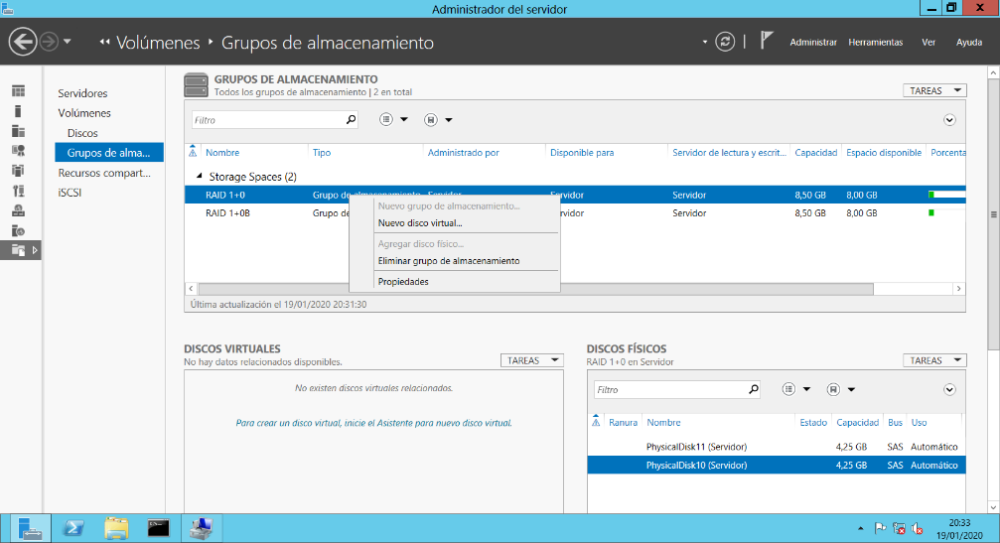 Administrador del servidor
Volúmenes
Grupos de almacenamiento
Administrar
Herramientas
Ver
Ayuda
Servidores
Volúmenes
Discos
Grupos de alma...
Recursos compart...
iSCSI
GRUPOS DE ALMACENAMIENTO
Todos los grupos de almacenamiento | 2 en total
TAREAS
Filtro
Nombre Tipo Administrado por Disponible para Servidor de lectura y escrit... Capacidad Espacio disponible Porcenta
Storage Spaces (2)
RAID 1+0 Grupo de almacenamiento Servidor Servidor Servidor 8,50 GB 8,00 GB
RAID 1+0B Grupo de Servidor Servidor 8,50 GB 8,00 GB
Nuevo grupo de almacenamiento...
Nuevo disco virtual...
Agregar disco físico...
Eliminar grupo de almacenamiento
Propiedades
Última actualización el 19/01/2020 20:31:30
DISCOS VIRTUALES
No hay datos relacionados disponibles.
TAREAS
No existen discos virtuales relacionados.
Para crear un disco virtual, inicie el Asistente para nuevo disco virtual.
DISCOS FÍSICOS
RAID 1+0 en Servidor
TAREAS
Filtro
Ranura Nombre Estado Capacidad Bus Uso
PhysicalDisk11 (Servidor) 4,25 GB SAS Automático
PhysicalDisk10 (Servidor) 4,25 GB SAS Automático
20:33
19/01/2020